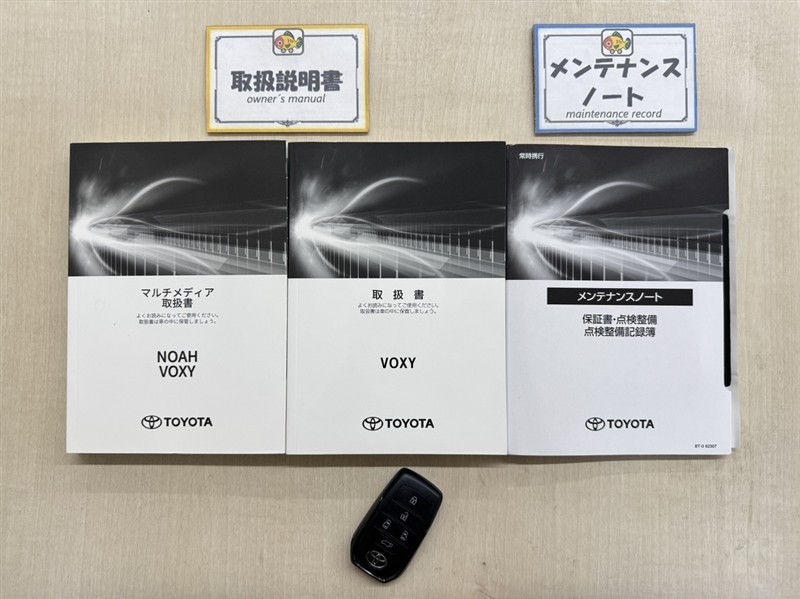 取扱説明書
owner's manual
メンテナンス
ノート
maintenance record
マルチメディア
取扱書
よくお読みになってご使用ください。
取扱書は車の中に保管しましょう。
NOAH
VOXY
TOYOTA
取扱書
よくお読みになってご使用ください。
取扱書は車の中に保管しましょう。
VOXY
TOYOTA
常時携行
メンテナンスノート
保証書・点検整備
点検整備記録簿
TOYOTA